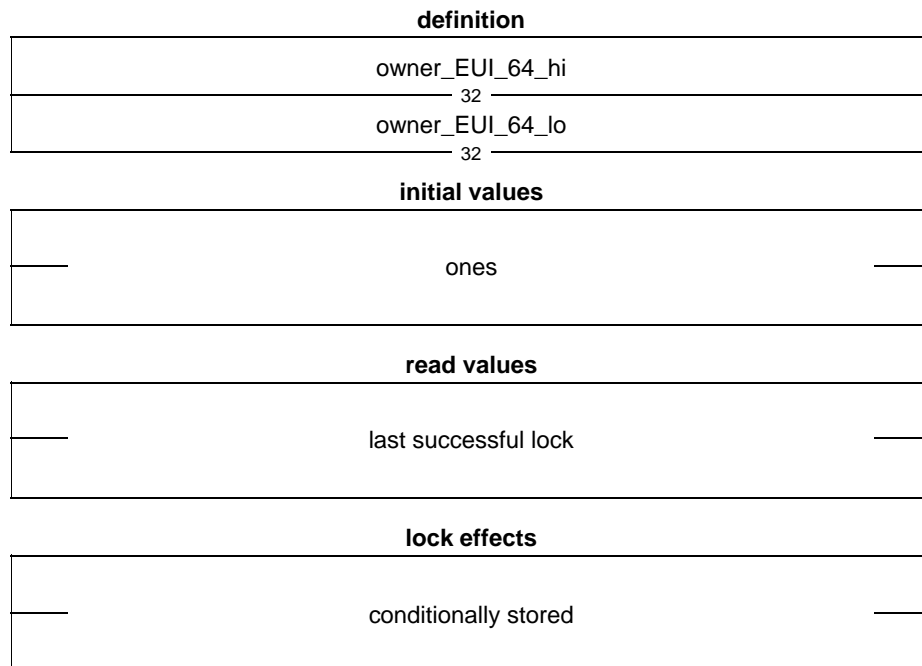 definition
owner_EUI_64_hi
32
owner_EUI_64_lo
32
initial values
ones
read values
last successful lock
lock effects
conditionally stored